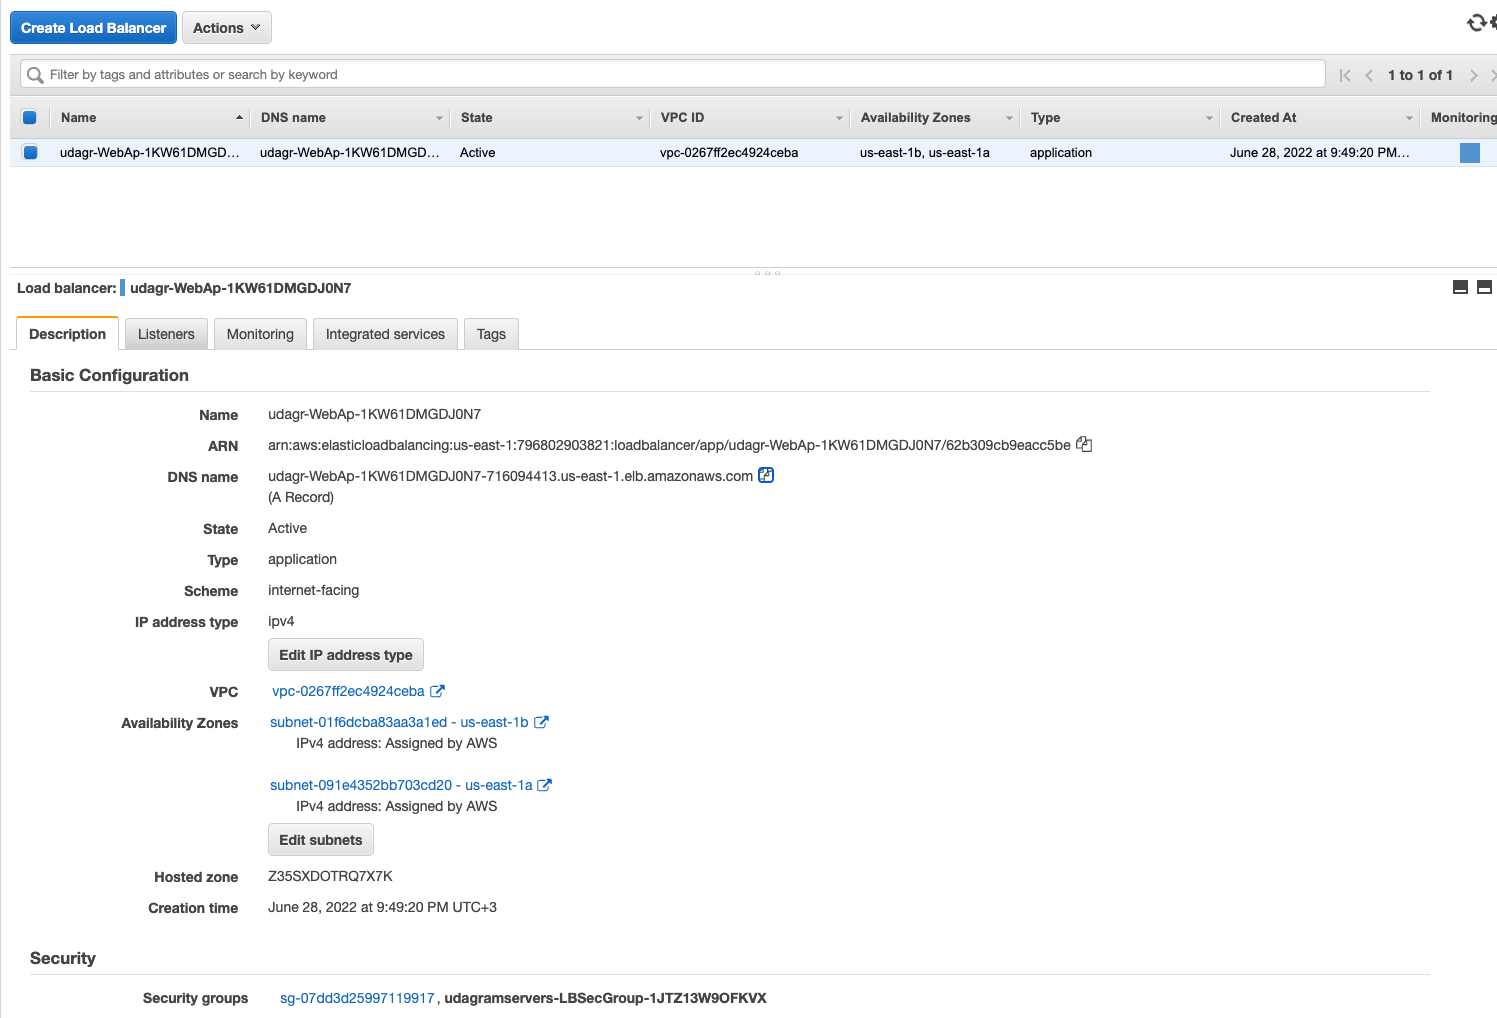 Create Load Balancer Actions
Filter by tags and attributes or search by keyword 1 to 1 of 1
Name DNS name State VPC ID Availability Zones Type Created At Monitoring
udagr-WebAp-1KW61DMGD... udagr-WebAp-1KW61DMGD... Active vpc-0267ff2ec4924ceba us-east-1b, us-east-1a application June 28, 2022 at 9:49:20 PM...
Load balancer: udagr-WebAp-1KW61DMGDJ0N7
Description Listeners Monitoring Integrated services Tags
Basic Configuration
Name udagr-WebAp-1KW61DMGDJ0N7
ARN arn:aws:elasticloadbalancing:us-east-1:796802903821:loadbalancer/app/udagr-WebAp-1KW61DMGDJ0N7/62b309cb9eacc5be
DNS name udagr-WebAp-1KW61DMGDJ0N7-716094413.us-east-1.elb.amazonaws.com
(A Record)
State Active
Type application
Scheme internet-facing
IP address type ipv4
Edit IP address type
VPC vpc-0267ff2ec4924ceba
Availability Zones subnet-01f6dcba83aa3a1ed - us-east-1b
IPv4 address: Assigned by AWS
subnet-091e4352bb703cd20 - us-east-1a
IPv4 address: Assigned by AWS
Edit subnets
Hosted zone Z35SXDOTRQ7X7K
Creation time June 28, 2022 at 9:49:20 PM UTC+3
Security
Security groups sg-07dd3d25997119917, udagramservers-LBSecGroup-1JTZ13W9OFKVX